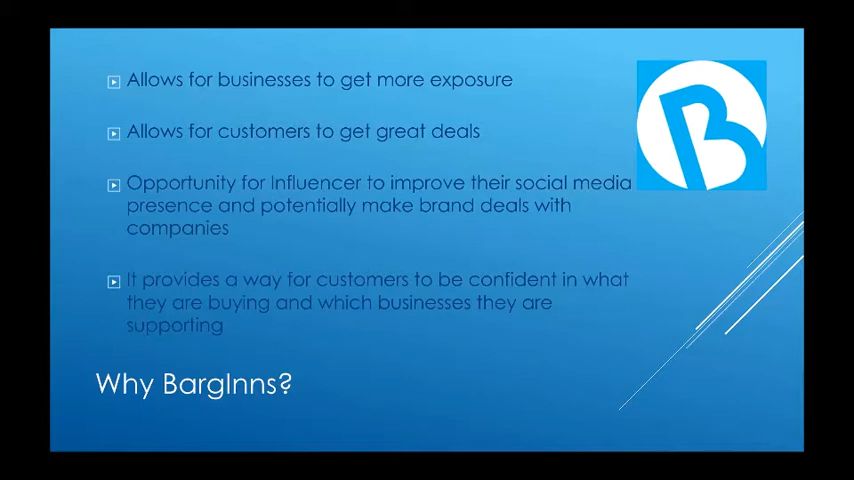 Allows for businesses to get more exposure
Allows for customers to get great deals
Opportunity for Influencer to improve their social media
presence and potentially make brand deals with
companies
It provides a way for customers to be confident in what
they are buying and which businesses they are
supporting
Why BargInns?
B